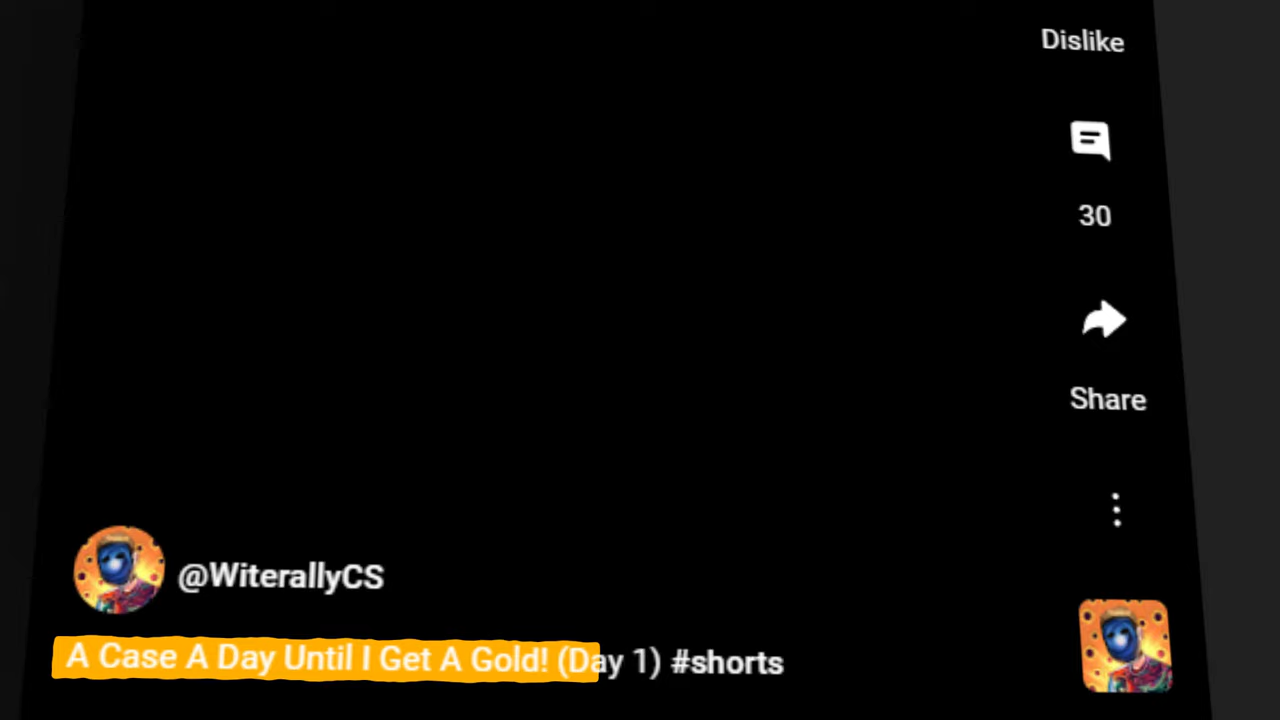 Dislike
30
Share
@WiterallyCS
A Case A Day Until I Get A Gold! (Day 1) #shorts